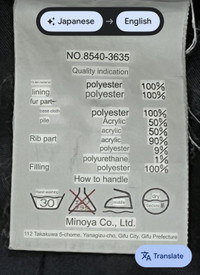 Japanese → English
NO.8540-3635
Quality indication
polyester 100%
lining polyester 100%
fur part
polyester 100%
pile Acrylic 50%
acrylic 50%
Rib part acrylic 90%
polyester 9%
polyurethane 1%
Filling polyester 100%
How to handle
30
Minoya Co., Ltd.
112 Takakuwa 5-chome, Yanagizu-cho, Gifu City, Gifu Prefecture
Translate